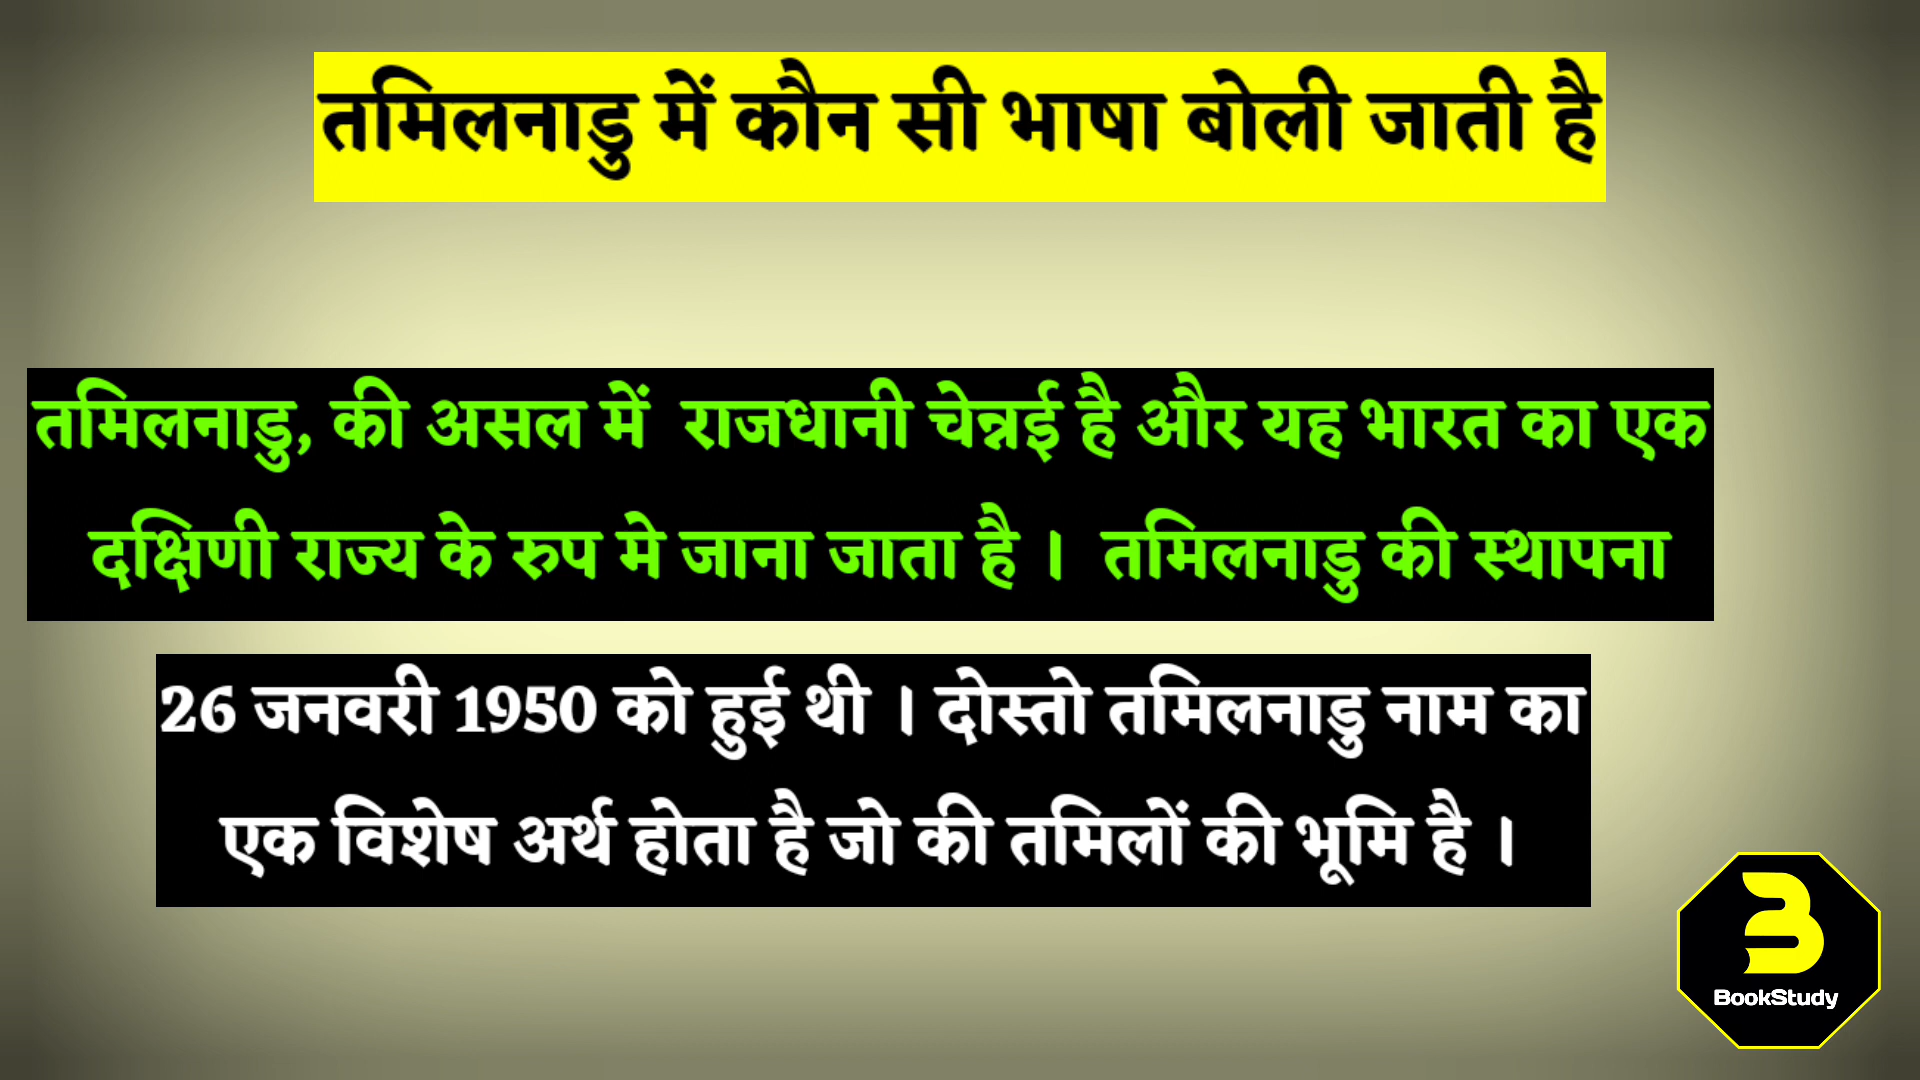 तमिलनाडु में कौन सी भाषा बोली जाती है
तमिलनाडु, की असल में राजधानी चेन्नई है और यह भारत का एक
दक्षिणी राज्य के रुप मे जाना जाता है । तमिलनाडु की स्थापना
26 जनवरी 1950 को हुई थी । दोस्तो तमिलनाडु नाम का
एक विशेष अर्थ होता है जो की तमिलों की भूमि है ।
BookStudy